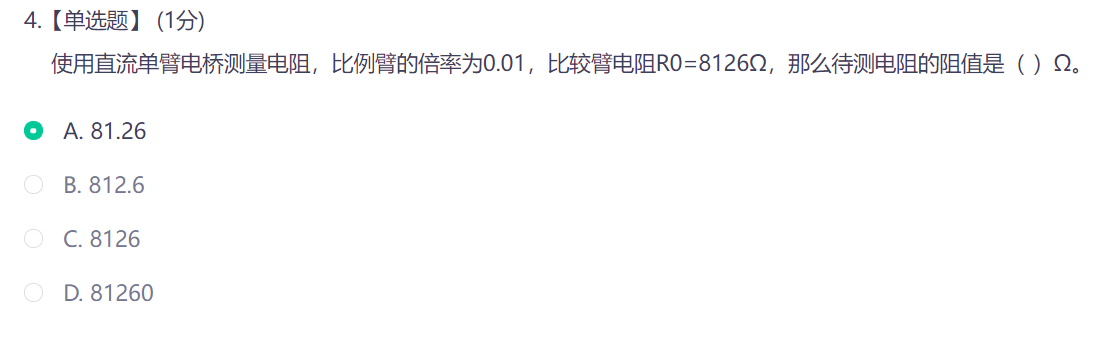 4.【单选题】 (1分)
使用直流单臂电桥测量电阻，比例臂的倍率为0.01，比较臂电阻R0=8126Ω，那么待测电阻的阻值是（ ）Ω。
A. 81.26
B. 812.6
C. 8126
D. 81260